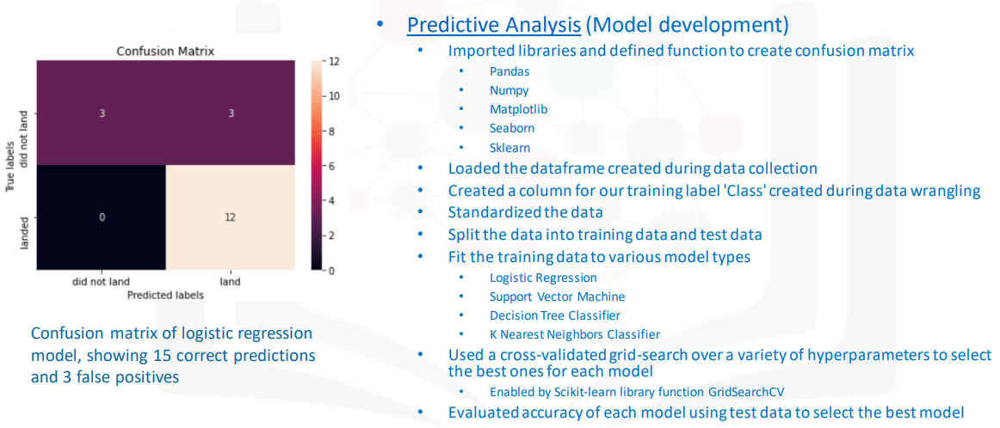 Confusion Matrix
True labels
did not land
landed
3
3
0
12
did not land
land
Predicted labels
12
10
8
6
4
2
0
Confusion matrix of logistic regression
model, showing 15 correct predictions
and 3 false positives
• Predictive Analysis (Model development)
• Imported libraries and defined function to create confusion matrix
• Pandas
• Numpy
• Matplotlib
• Seaborn
• Sklearn
• Loaded the dataframe created during data collection
• Created a column for our training label 'Class' created during data wrangling
• Standardized the data
• Split the data into training data and test data
• Fit the training data to various model types
• Logistic Regression
• Support Vector Machine
• Decision Tree Classifier
• K Nearest Neighbors Classifier
• Used a cross-validated grid-search over a variety of hyperparameters to select
the best ones for each model
• Enabled by Scikit-learn library function GridSearchCV
• Evaluated accuracy of each model using test data to select the best model